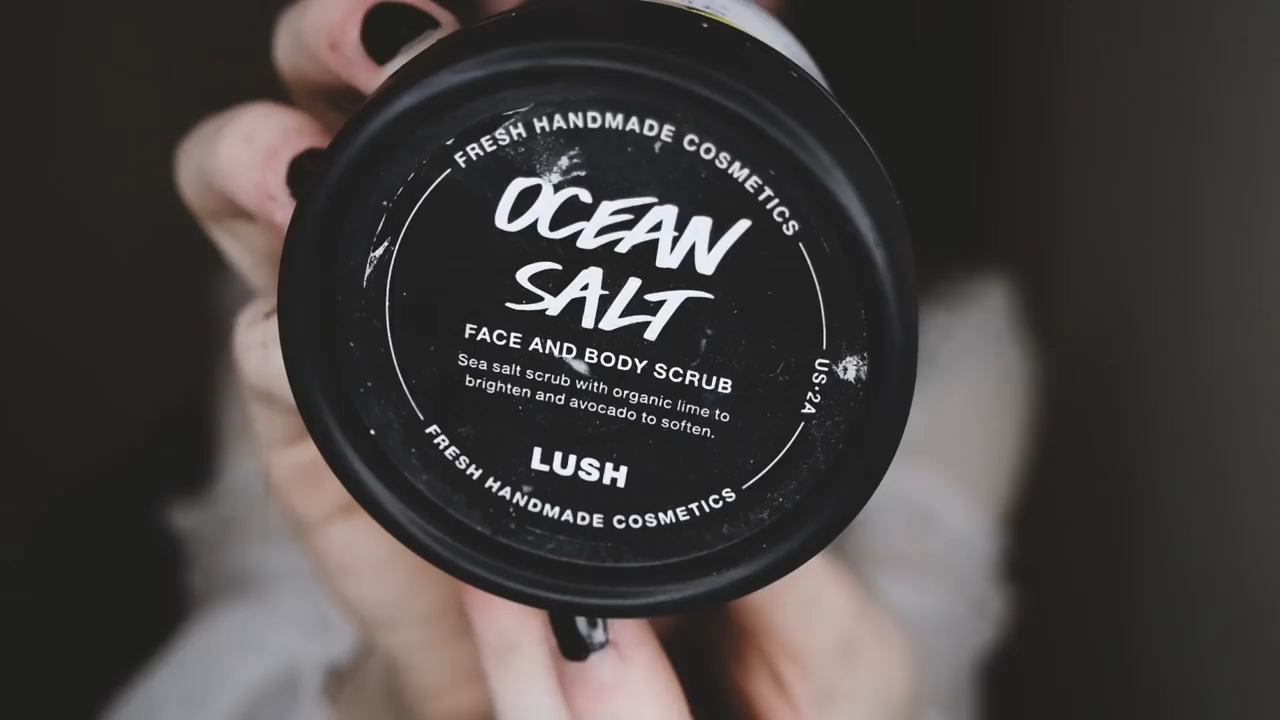 FRESH HANDMADE COSMETICS
OCEAN
SALT
FACE AND BODY SCRUB
Sea salt scrub with organic lime to
brighten and avocado to soften.
US·2A
LUSH
FRESH HANDMADE COSMETICS